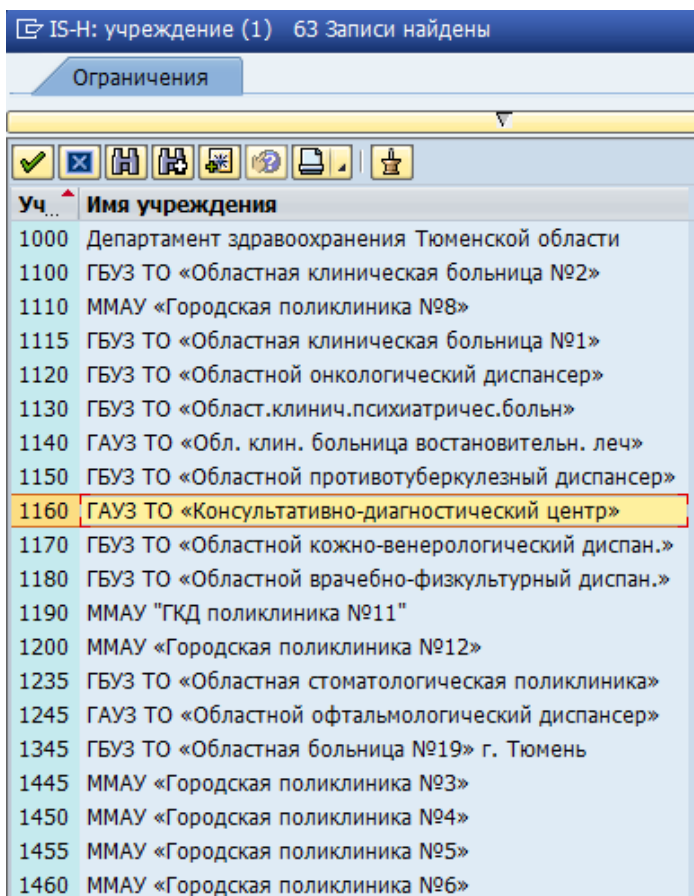 IS-H: учреждение (1) 63 Записи найдены
Ограничения
Уч... Имя учреждения
1000 Департамент здравоохранения Тюменской области
1100 ГБУЗ ТО «Областная клиническая больница №2»
1110 ММАУ «Городская поликлиника №8»
1115 ГБУЗ ТО «Областная клиническая больница №1»
1120 ГБУЗ ТО «Областной онкологический диспансер»
1130 ГБУЗ ТО «Област.клинич.психиатричес.больн»
1140 ГАУЗ ТО «Обл. клин. больница востановительн. леч»
1150 ГБУЗ ТО «Областной противотуберкулезный диспансер»
1160 ГАУЗ ТО «Консультативно-диагностический центр»
1170 ГБУЗ ТО «Областной кожно-венерологический диспан.»
1180 ГБУЗ ТО «Областной врачебно-физкультурный диспан.»
1190 ММАУ "ГКД поликлиника №11"
1200 ММАУ «Городская поликлиника №12»
1235 ГБУЗ ТО «Областная стоматологическая поликлиника»
1245 ГАУЗ ТО «Областной офтальмологический диспансер»
1345 ГБУЗ ТО «Областная больница №19» г. Тюмень
1445 ММАУ «Городская поликлиника №3»
1450 ММАУ «Городская поликлиника №4»
1455 ММАУ «Городская поликлиника №5»
1460 ММАУ «Городская поликлиника №6»